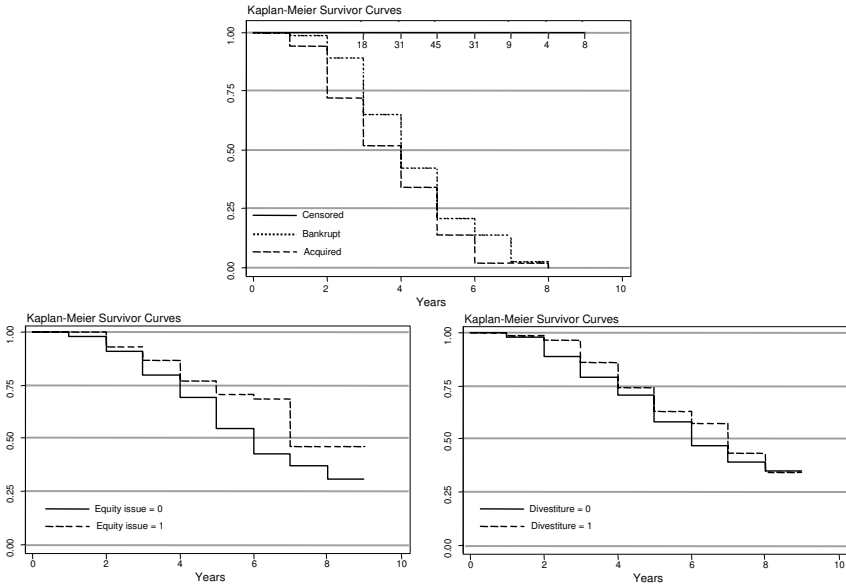 Kaplan-Meier Survivor Curves
1.00
0.75
0.50
0.25
0.00
18 31 45 31 9 4 8
Censored
Bankrupt
Acquired
0 2 4 6 8 10
Years
Kaplan-Meier Survivor Curves
1.00
0.75
0.50
0.25
0.00
Equity issue = 0
Equity issue = 1
0 2 4 6 8 10
Years
Kaplan-Meier Survivor Curves
1.00
0.75
0.50
0.25
0.00
Divestiture = 0
Divestiture = 1
0 2 4 6 8 10
Years